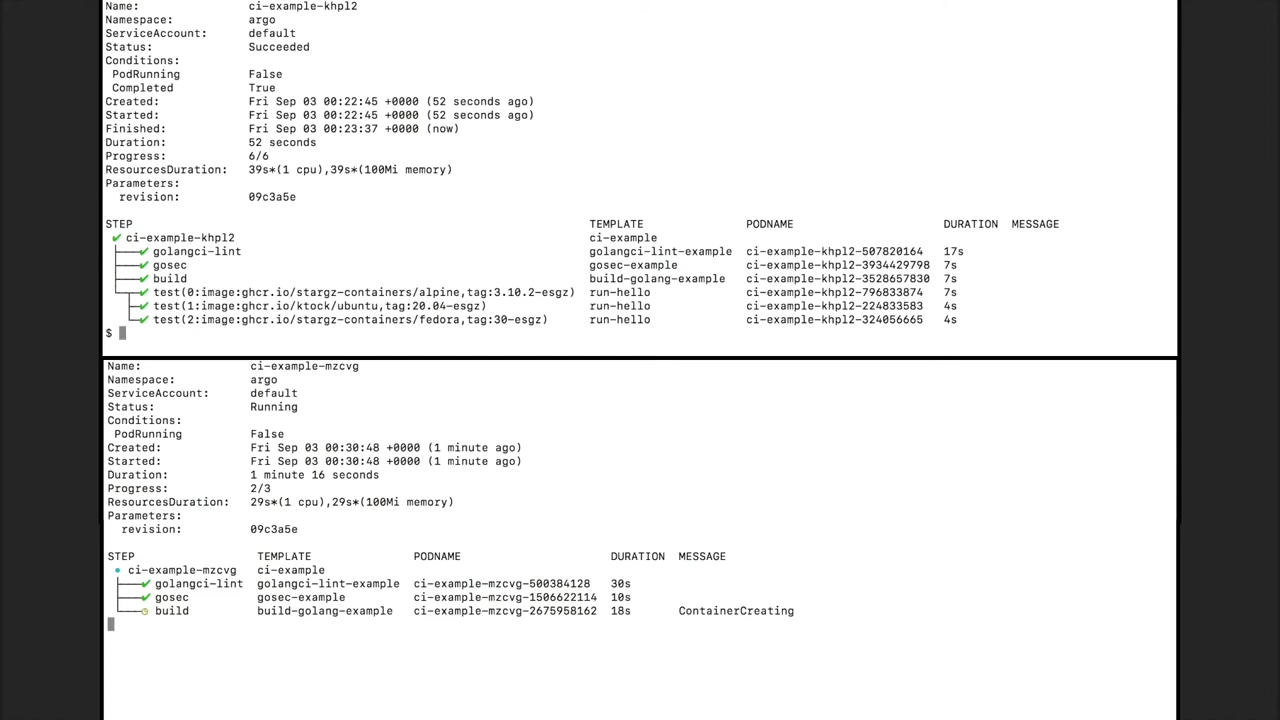 Name: ci-example-khpl2
Namespace: argo
ServiceAccount: default
Status: Succeeded
Conditions:
PodRunning False
Completed True
Created: Fri Sep 03 00:22:45 +0000 (52 seconds ago)
Started: Fri Sep 03 00:22:45 +0000 (52 seconds ago)
Finished: Fri Sep 03 00:23:37 +0000 (now)
Duration: 52 seconds
Progress: 6/6
ResourcesDuration: 39s*(1 cpu),39s*(100Mi memory)
Parameters:
revision: 09c3a5e
STEP TEMPLATE PODNAME DURATION MESSAGE
✔ ci-example-khpl2 ci-example
├───✔ golangci-lint golangci-lint-example ci-example-khpl2-507820164 17s
├───✔ gosec gosec-example ci-example-khpl2-3934429798 7s
├───✔ build build-golang-example ci-example-khpl2-3528657830 7s
└─┬─✔ test(0:image:ghcr.io/stargz-containers/alpine,tag:3.10.2-esgz) run-hello ci-example-khpl2-796833874 7s
├─✔ test(1:image:ghcr.io/ktock/ubuntu,tag:20.04-esgz) run-hello ci-example-khpl2-224833583 4s
└─✔ test(2:image:ghcr.io/stargz-containers/fedora,tag:30-esgz) run-hello ci-example-khpl2-324056665 4s
$
Name: ci-example-mzcvg
Namespace: argo
ServiceAccount: default
Status: Running
Conditions:
PodRunning False
Created: Fri Sep 03 00:30:48 +0000 (1 minute ago)
Started: Fri Sep 03 00:30:48 +0000 (1 minute ago)
Duration: 1 minute 16 seconds
Progress: 2/3
ResourcesDuration: 29s*(1 cpu),29s*(100Mi memory)
Parameters:
revision: 09c3a5e
STEP TEMPLATE PODNAME DURATION MESSAGE
● ci-example-mzcvg ci-example
├───✔ golangci-lint golangci-lint-example ci-example-mzcvg-500384128 30s
├───✔ gosec gosec-example ci-example-mzcvg-1506622114 10s
└───◷ build build-golang-example ci-example-mzcvg-2675958162 18s ContainerCreating